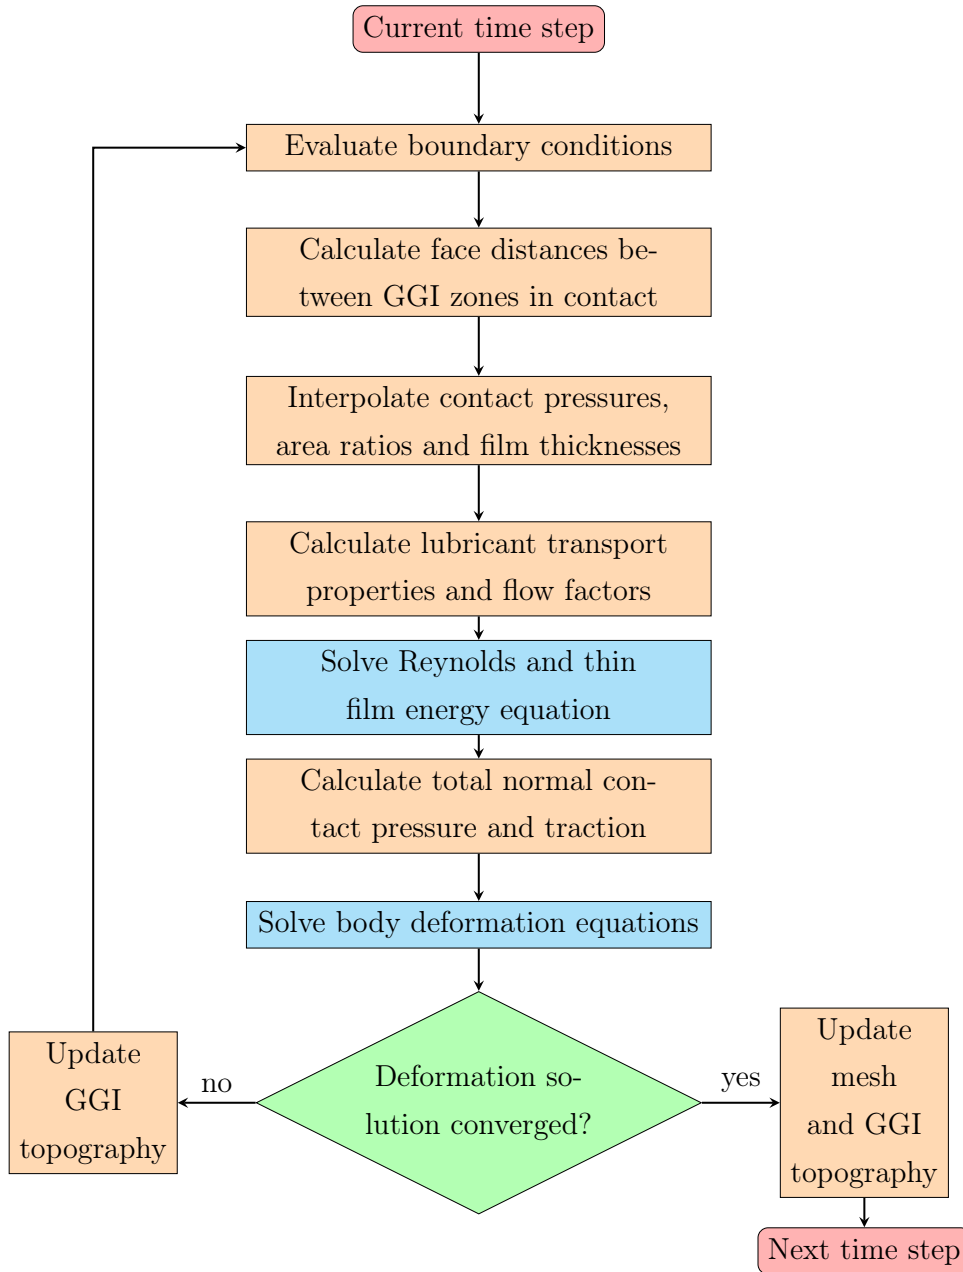 Current time step
Evaluate boundary conditions
Calculate face distances be-
tween GGI zones in contact
Interpolate contact pressures,
area ratios and film thicknesses
Calculate lubricant transport
properties and flow factors
Solve Reynolds and thin
film energy equation
Calculate total normal con-
tact pressure and traction
Solve body deformation equations
Deformation so-
lution converged?
no
Update
GGI
topography
yes
Update
mesh
and GGI
topography
Next time step